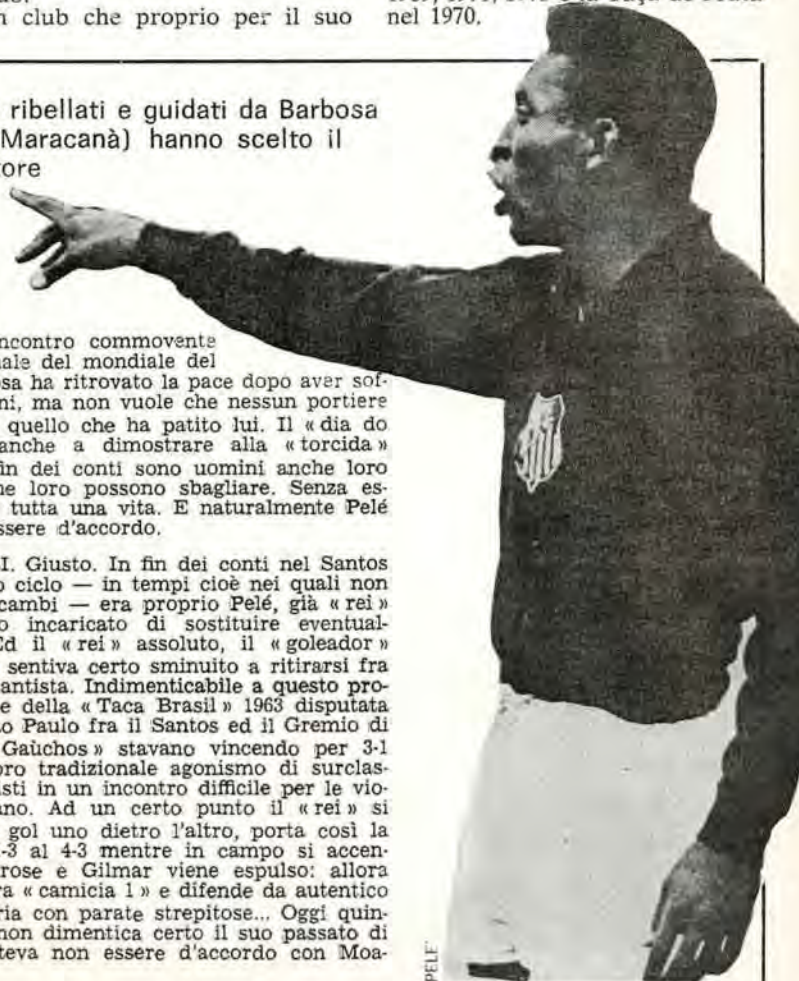 n club che proprio per il suo
nel 1970.
ribellati e guidati da Barbosa
Maracanà) hanno scelto il
ore
ncontro commovente
nale del mondiale del
osa ha ritrovato la pace dopo aver sof-
ni, ma non vuole che nessun portiere
quello che ha patito lui. Il « dia do
anche a dimostrare alla « torcida »
fin dei conti sono uomini anche loro
he loro possono sbagliare. Senza es-
tutta una vita. E naturalmente Pelé
ssere d'accordo.
I. Giusto. In fin dei conti nel Santos
o ciclo — in tempi cioè nei quali non
cambi — era proprio Pelé, già « rei »
o incaricato di sostituire eventual-
Ed il « rei » assoluto, il « goleador »
sentiva certo sminuito a ritirarsi fra
antista. Indimenticabile a questo pro-
e della « Taca Brasil » 1963 disputata
o Paulo fra il Santos ed il Gremio di
Gaùchos » stavano vincendo per 3-1
oro tradizionale agonismo di surclas-
sti in un incontro difficile per le vio-
ano. Ad un certo punto il « rei » si
gol uno dietro l'altro, porta così la
-3 al 4-3 mentre in campo si accen-
rose e Gilmar viene espulso: allora
ra « camicia 1 » e difende da autentico
ria con parate strepitose... Oggi quin-
non dimentica certo il suo passato di
teva non essere d'accordo con Moa-
PELE'